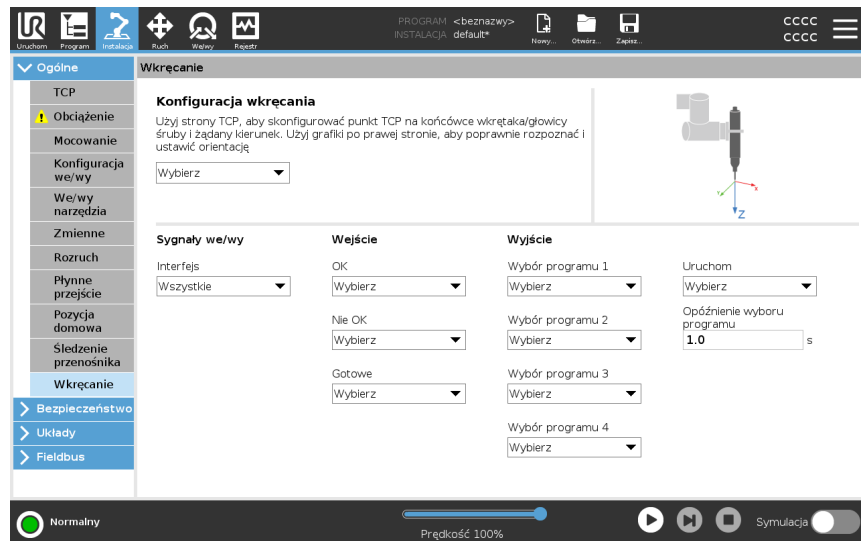 PROGRAM <beznazwy>
INSTALACJA default*
Uruchom Program Instalacja Ruch We/wy Rejestr Nowy... Otwórz... Zapisz...
cccc
cccc
Ogólne
TCP
Obciążenie
Mocowanie
Konfiguracja
we/wy
We/wy
narzędzia
Zmienne
Rozruch
Płynne
przejście
Pozycja
domowa
Śledzenie
przenośnika
Wkręcanie
Bezpieczeństwo
Układy
Fieldbus
Wkręcanie
Konfiguracja wkręcania
Użyj strony TCP, aby skonfigurować punkt TCP na końcówce wkrętaka/głowicy
śruby i żądany kierunek. Użyj grafiki po prawej stronie, aby poprawnie rozpoznać i
ustawić orientację
Wybierz
Y
X
Z
Sygnały we/wy Wejście Wyjście
Interfejs OK Wybór programu 1 Uruchom
Wszystkie Wybierz Wybierz Wybierz
Nie OK Wybór programu 2 Opóźnienie wyboru
programu
Wybierz Wybierz 1.0 s
Gotowe Wybór programu 3
Wybierz Wybierz
Wybór programu 4
Wybierz
Normalny
Prędkość 100%
Symulacja